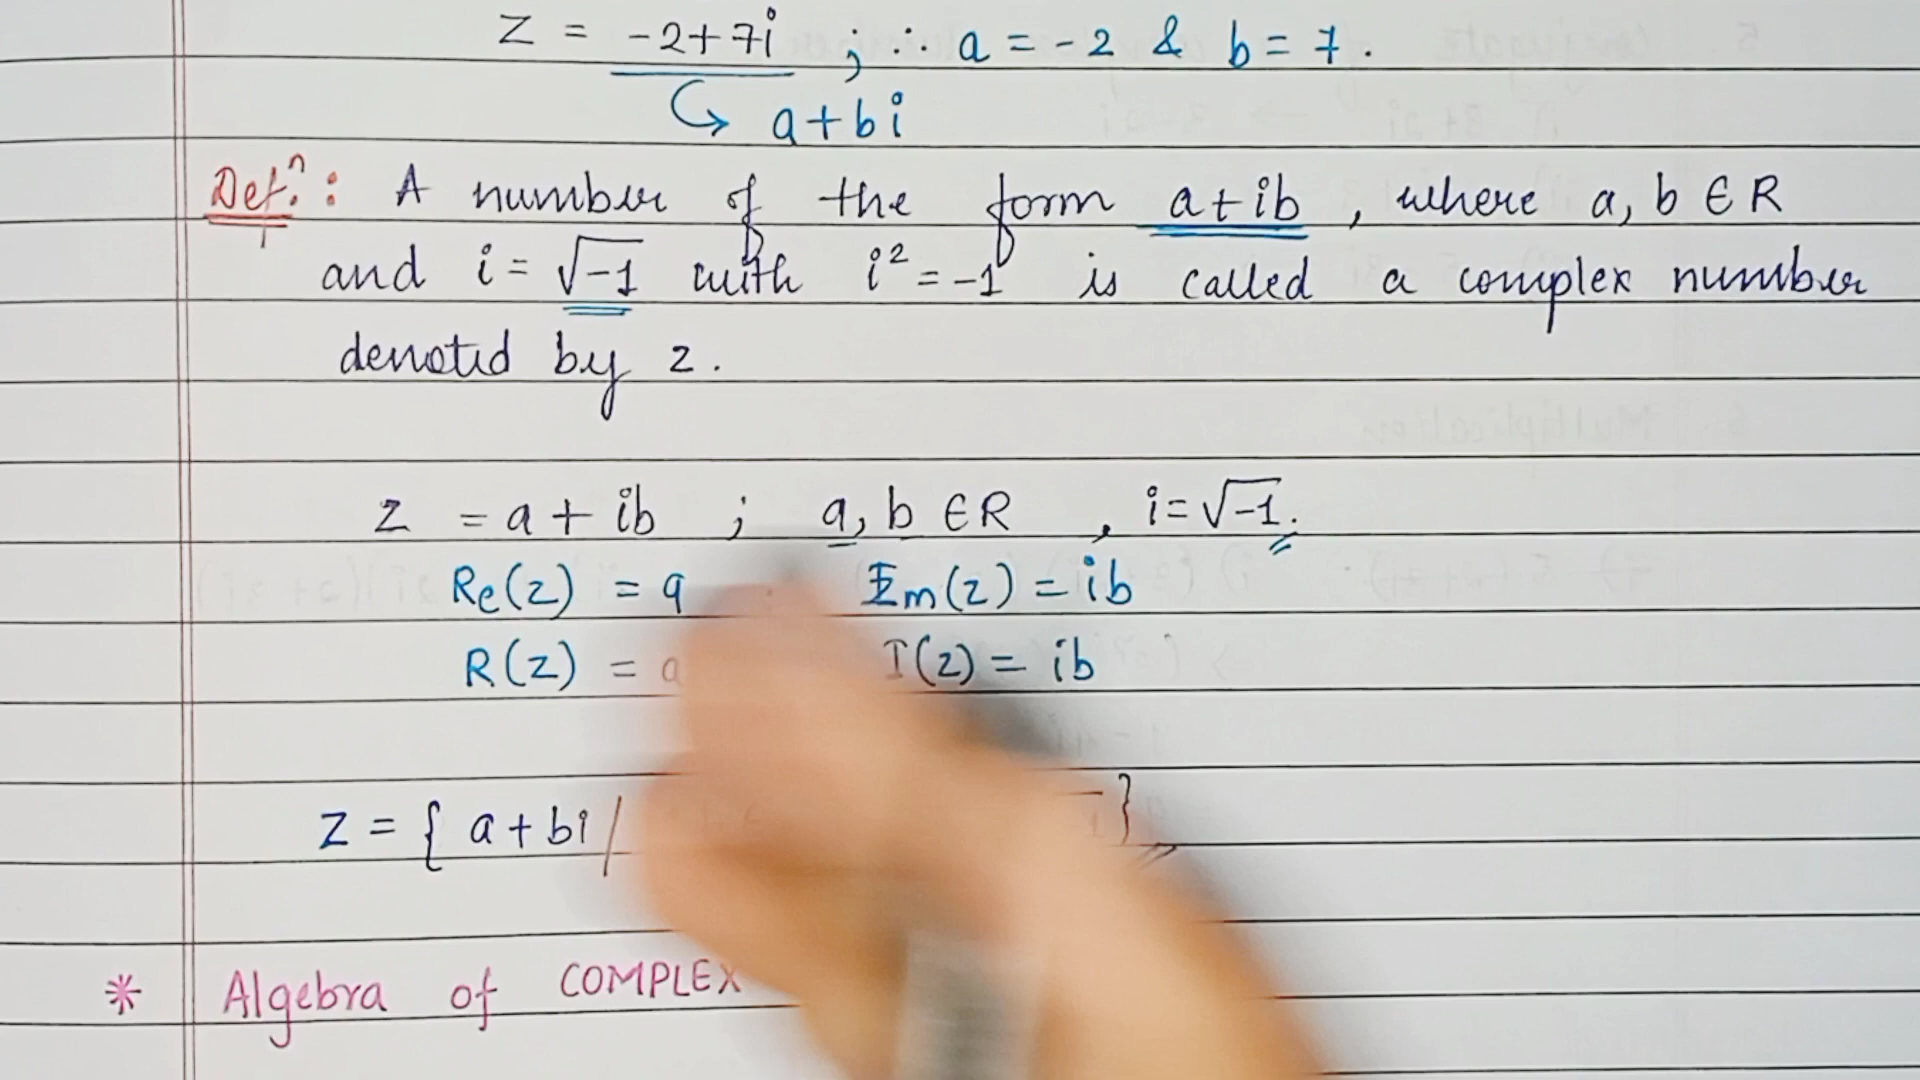 Z = -2+7i ; ∴ a = -2 & b = 7.
↪ a+bi
Defⁿ: A number of the form a+ib, where a, b ∈ R
and i = √-1 with i² = -1 is called a complex number
denoted by z.
z = a + ib ; a, b ∈ R , i = √-1.
Re(z) = a Im(z) = ib
R(z) = a I(z) = ib
Z = { a+bi / }
* Algebra of COMPLEX